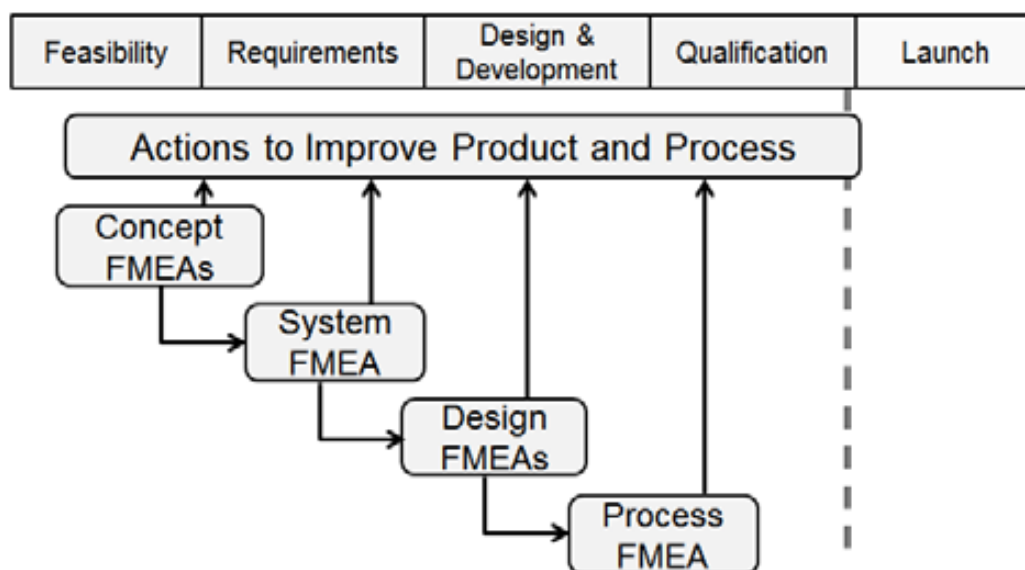 Feasibility
Requirements
Design &
Development
Qualification
Launch
Actions to Improve Product and Process
Concept
FMEAs
System
FMEA
Design
FMEAs
Process
FMEA